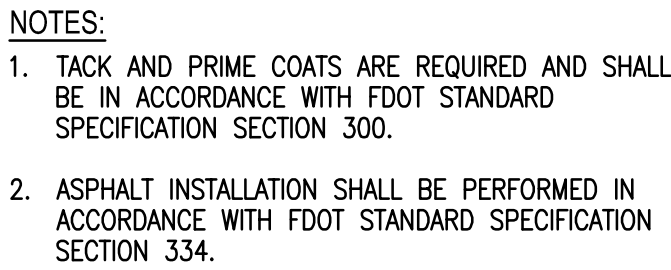 NOTES:
1. TACK AND PRIME COATS ARE REQUIRED AND SHALL
BE IN ACCORDANCE WITH FDOT STANDARD
SPECIFICATION SECTION 300.
2. ASPHALT INSTALLATION SHALL BE PERFORMED IN
ACCORDANCE WITH FDOT STANDARD SPECIFICATION
SECTION 334.